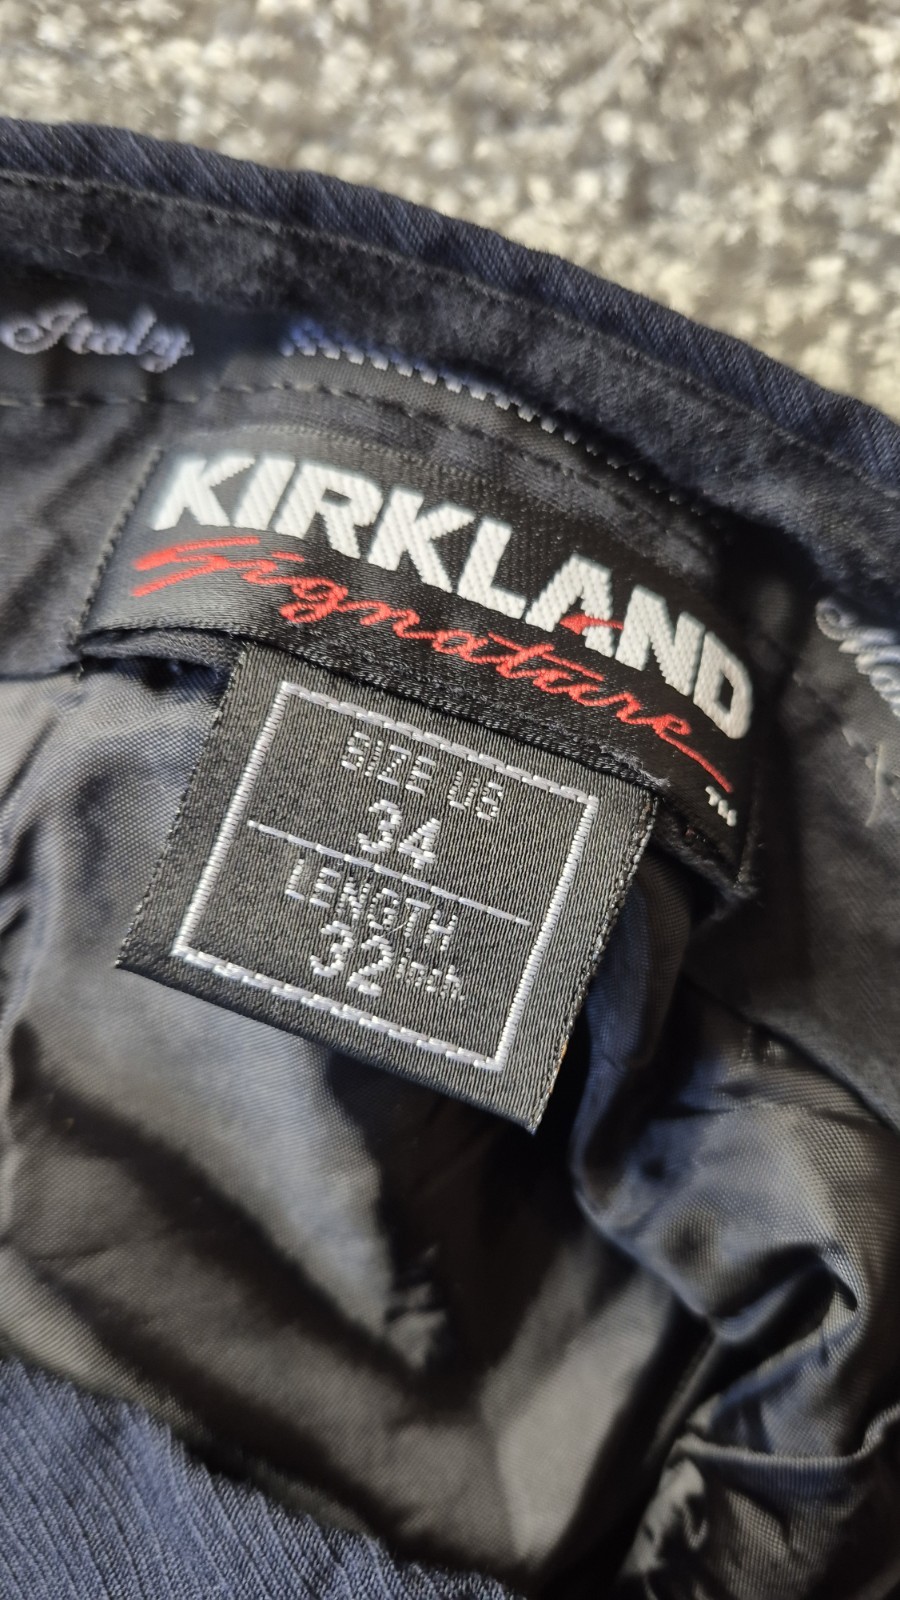 Italy
KIRKLAND
Signature
™
SIZE US
34
LENGTH
32 inch.